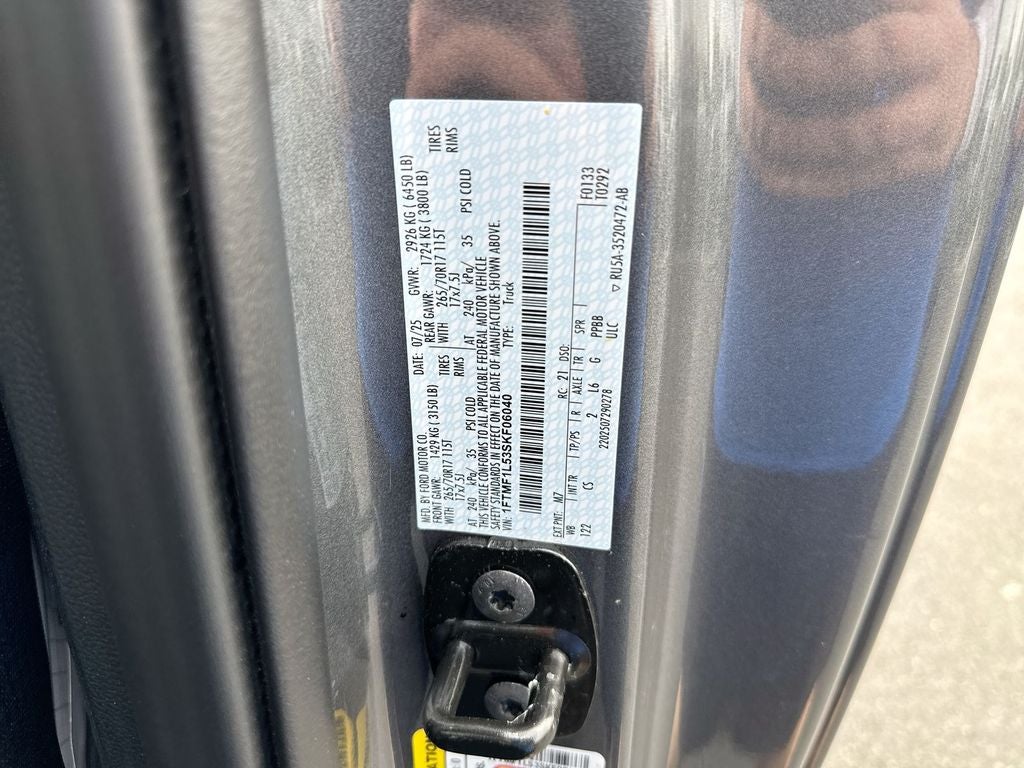 MFD. BY FORD MOTOR CO.
DATE: 07/25 GVWR: 2926 KG ( 6450 LB)
FRONT GAWR: 1429 KG ( 3150 LB) REAR GAWR: 1724 KG ( 3800 LB)
WITH 265/70R17 115T TIRES WITH 265/70R17 115T TIRES
17x7.5J RIMS 17x7.5J RIMS
AT 240 kPa/ 35 PSI COLD AT 240 kPa/ 35 PSI COLD
THIS VEHICLE CONFORMS TO ALL APPLICABLE FEDERAL MOTOR VEHICLE
SAFETY STANDARDS IN EFFECT ON THE DATE OF MANUFACTURE SHOWN ABOVE.
VIN: 1FTMF1L53SKF06040 TYPE: Truck
EXT PNT: M7 RC: 21 DSO: F0133
WB INT TR TP/PS R AXLE TR SPR T0292
122 CS 2 L6 G PPBB
2202507290278 ULC ▽ RU5A-3520472-AB